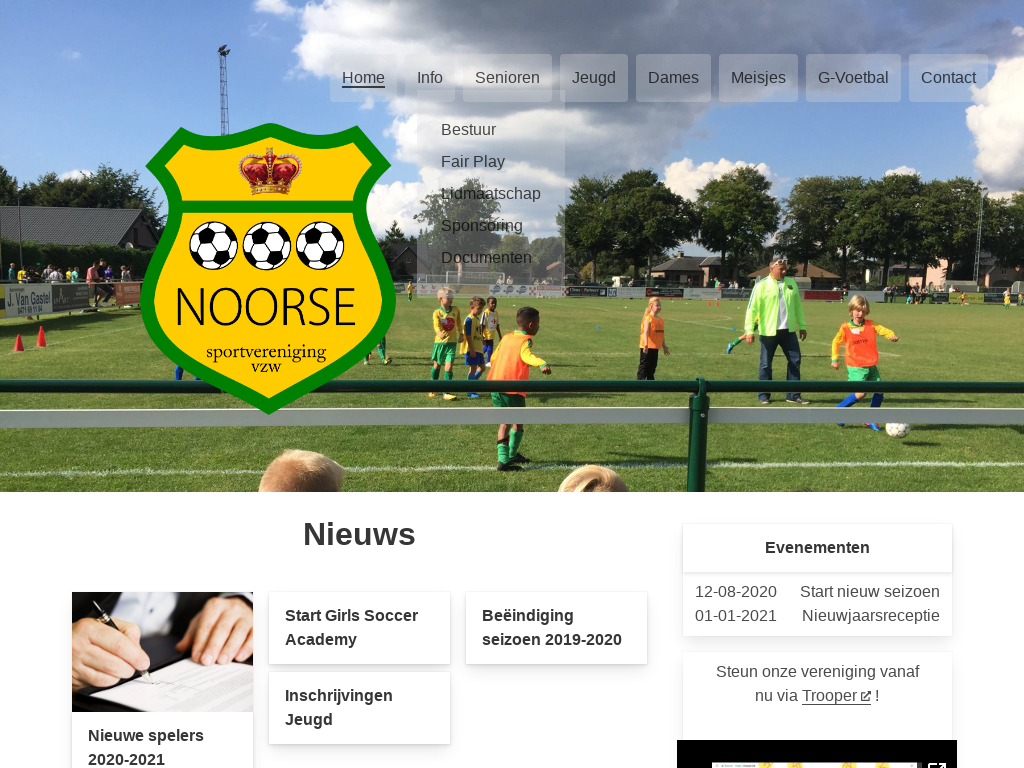 Home Info Senioren Jeugd Dames Meisjes G-Voetbal Contact
Bestuur
Fair Play
Lidmaatschap
Sponsoring
Documenten
NOORSE
sportvereniging
vzw
J. Van Gastel
Nieuws
Nieuwe spelers
2020-2021
Start Girls Soccer
Academy
Inschrijvingen
Jeugd
Beëindiging
seizoen 2019-2020
Evenementen
12-08-2020 Start nieuw seizoen
01-01-2021 Nieuwjaarsreceptie
Steun onze vereniging vanaf
nu via Trooper !